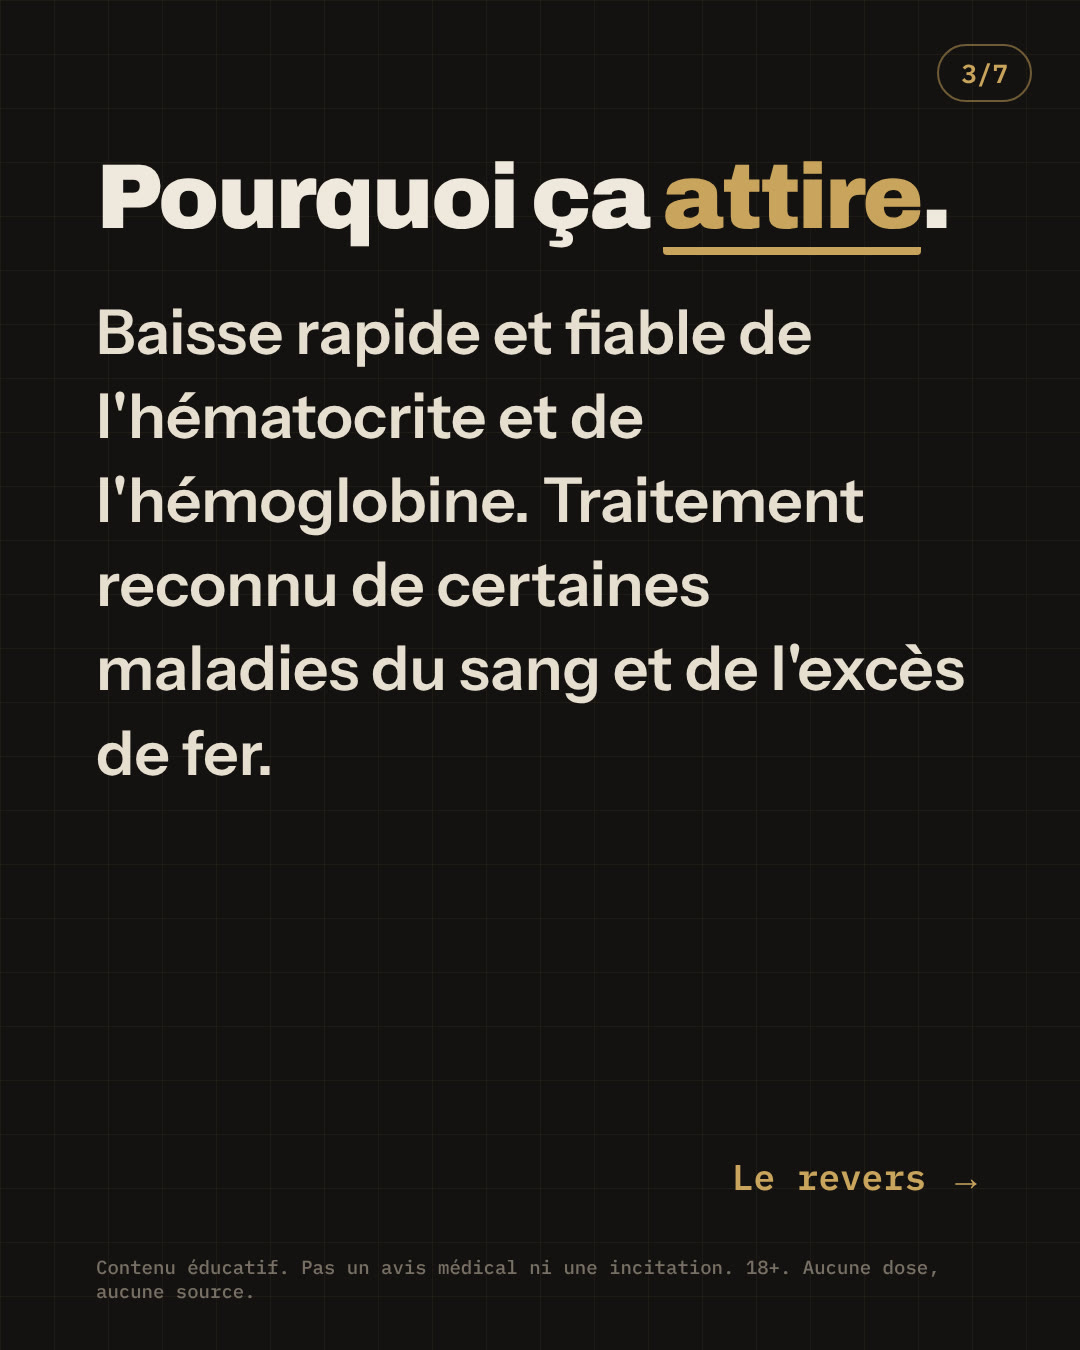 3/7
Pourquoi ça attire.
Baisse rapide et fiable de
l'hématocrite et de
l'hémoglobine. Traitement
reconnu de certaines
maladies du sang et de l'excès
de fer.
Le revers →
Contenu éducatif. Pas un avis médical ni une incitation. 18+. Aucune dose,
aucune source.